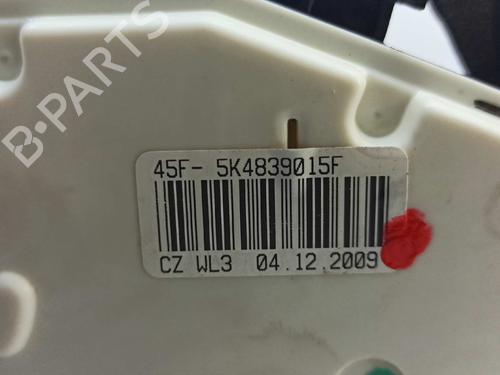 B-PARTS
45F- 5K4839015F
CZ WL3 04.12.2009